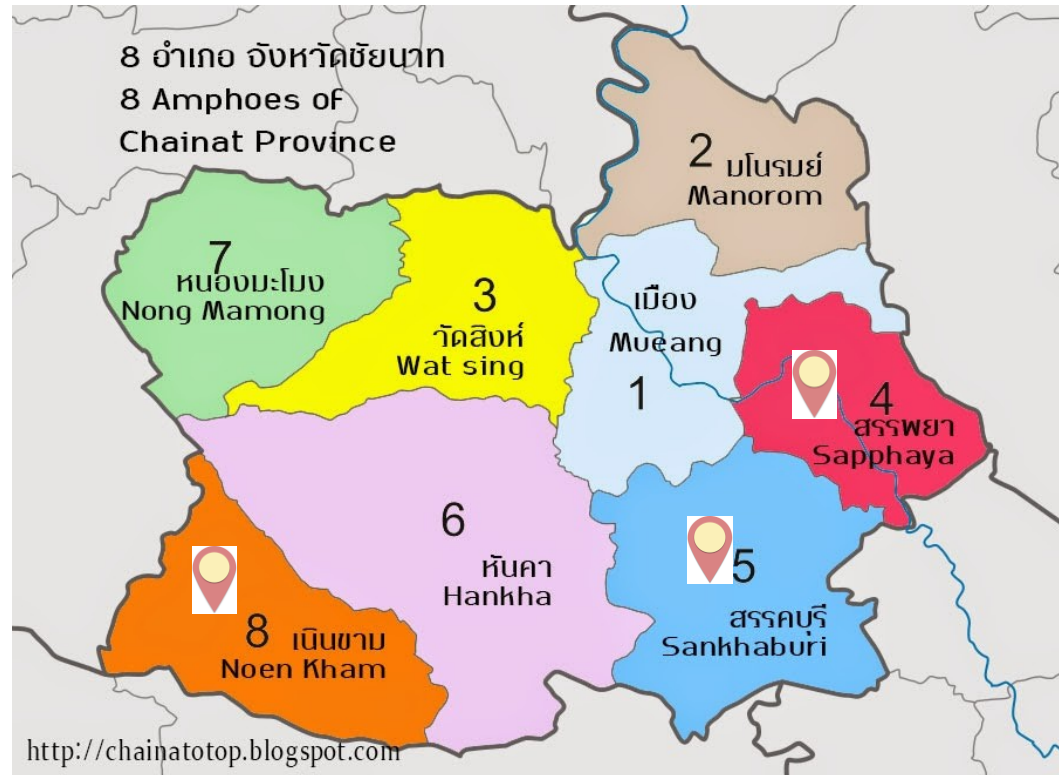 8 อำเภอ จังหวัดชัยนาท
8 Amphoes of
Chainat Province
2 มโนรมย์
Manorom
7
หนองมะโมง
Nong Mamong
3
วัดสิงห์
Wat sing
เมือง
Mueang
1
4
สรรพยา
Sapphaya
6
หันคา
Hankha
5
สรรคบุรี
Sankhaburi
8 เนินขาม
Noen Kham
http://chainatotop.blogspot.com